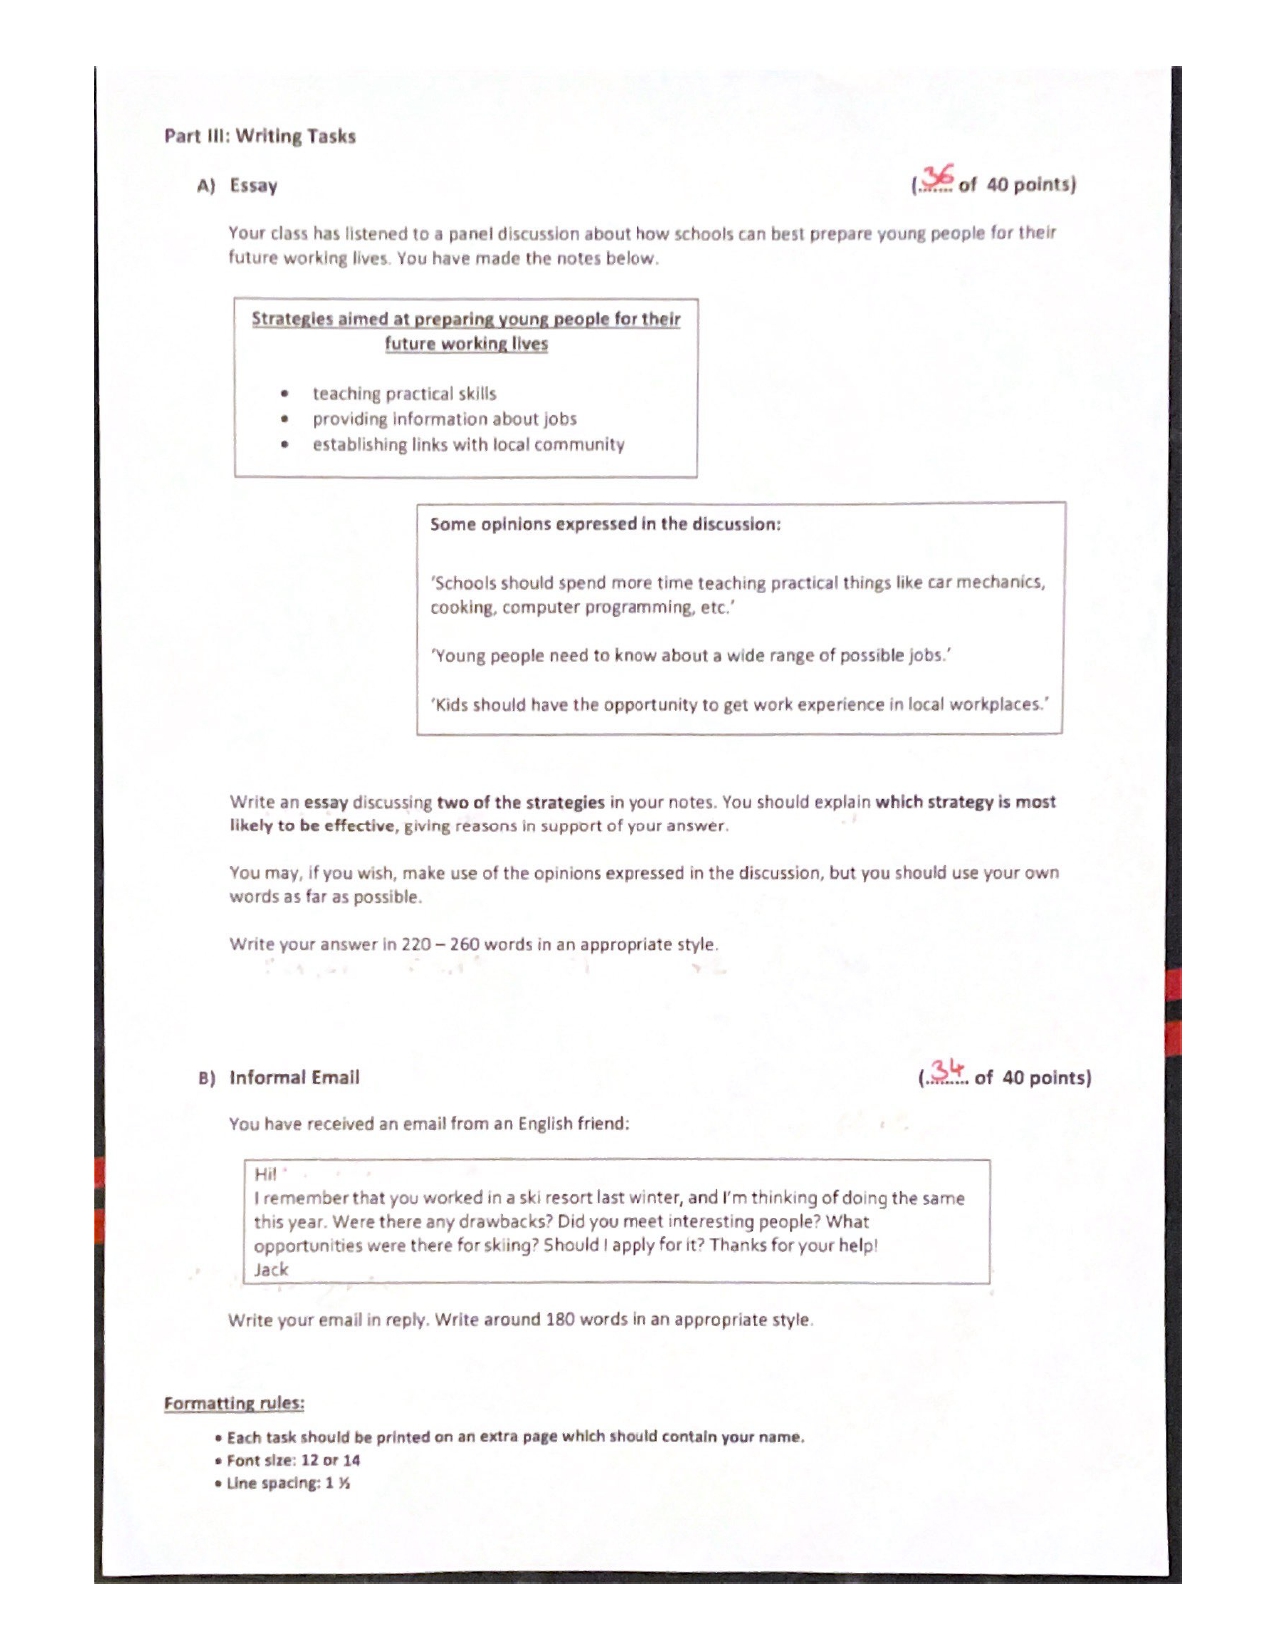 Part III: Writing Tasks
A) Essay (36 of 40 points)
Your class has listened to a panel discussion about how schools can best prepare young people for their
future working lives. You have made the notes below.
Strategies aimed at preparing young people for their
future working lives
• teaching practical skills
• providing information about jobs
• establishing links with local community
Some opinions expressed in the discussion:
'Schools should spend more time teaching practical things like car mechanics,
cooking, computer programming, etc.'
'Young people need to know about a wide range of possible jobs.'
'Kids should have the opportunity to get work experience in local workplaces.'
Write an essay discussing two of the strategies in your notes. You should explain which strategy is most
likely to be effective, giving reasons in support of your answer.
You may, if you wish, make use of the opinions expressed in the discussion, but you should use your own
words as far as possible.
Write your answer in 220 – 260 words in an appropriate style.
B) Informal Email (34 of 40 points)
You have received an email from an English friend:
Hi!
I remember that you worked in a ski resort last winter, and I'm thinking of doing the same
this year. Were there any drawbacks? Did you meet interesting people? What
opportunities were there for skiing? Should I apply for it? Thanks for your help!
Jack
Write your email in reply. Write around 180 words in an appropriate style.
Formatting rules:
• Each task should be printed on an extra page which should contain your name.
• Font size: 12 or 14
• Line spacing: 1 ½